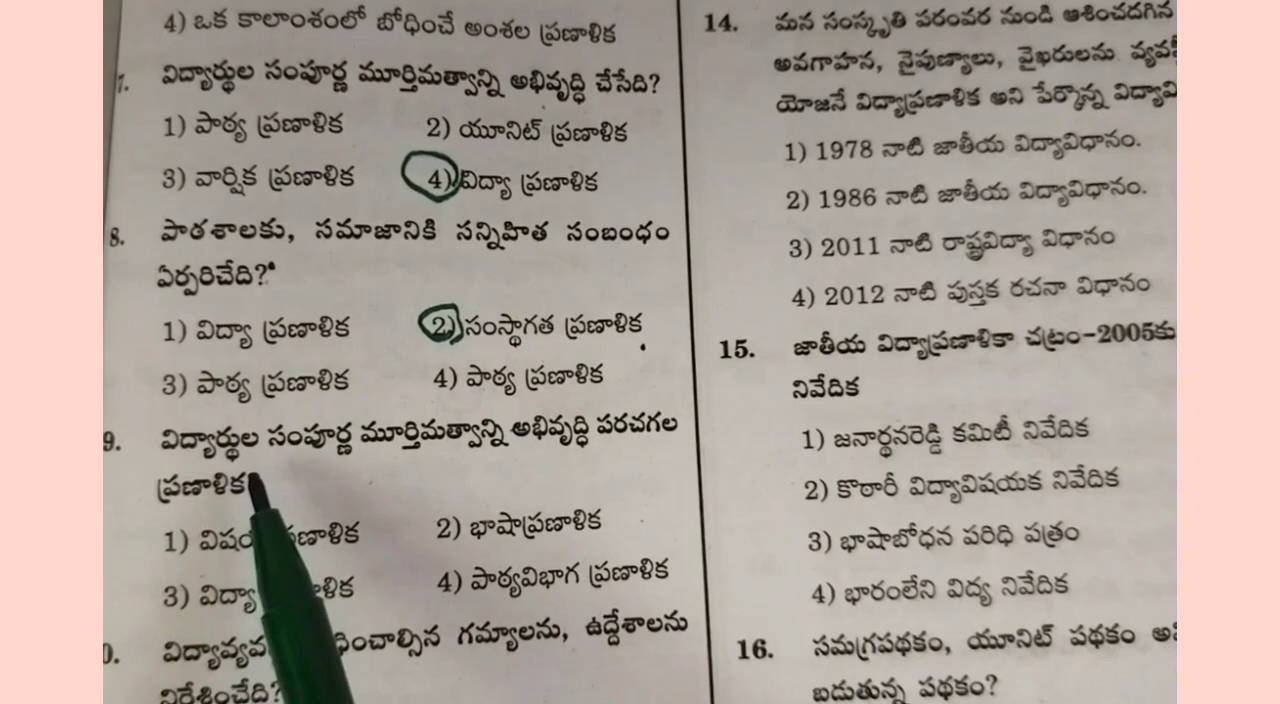 4) ఒక కాలాంశంలో బోధించే అంశల ప్రణాళిక
విద్యార్థుల సంపూర్ణ మూర్తిమత్వాన్ని అభివృద్ధి చేసేది?
1) పాఠ్య ప్రణాళిక 2) యూనిట్ ప్రణాళిక
3) వార్షిక ప్రణాళిక 4) విద్యా ప్రణాళిక
8. పాఠశాలకు, సమాజానికి సన్నిహిత సంబంధం
ఏర్పరిచేది?
1) విద్యా ప్రణాళిక 2) సంస్థాగత ప్రణాళిక
3) పాఠ్య ప్రణాళిక 4) పాఠ్య ప్రణాళిక
9. విద్యార్థుల సంపూర్ణ మూర్తిమత్వాన్ని అభివృద్ధి పరచగల
ప్రణాళిక
1) 2) భాషాప్రణాళిక
3) విద్యా 4) పాఠ్యవిభాగ ప్రణాళిక
గమ్యాలను, ఉద్దేశాలను
నిర్దేశించేది?
14. మన సంస్కృతి పరంవర నుండి ఆశించదగిన
అవగాహన, నైపుణ్యాలు, వైఖరులను
యోజనే విద్యాప్రణాళిక అని పేర్కొన్న
1) 1978 నాటి జాతీయ విద్యావిధానం.
2) 1986 నాటి జాతీయ విద్యావిధానం.
3) 2011 నాటి రాష్ట్రవిద్యా విధానం
4) 2012 నాటి పుస్తక రచనా విధానం
15. జాతీయ విద్యాప్రణాళికా చట్రం-2005కు
నివేదిక
1) జనార్థనరెడ్డి కమిటీ నివేదిక
2) కొఠారీ విద్యావిషయక నివేదిక
3) భాషాబోధన పరిధి పత్రం
4) భారంలేని విద్య నివేదిక
16. సమగ్రపథకం, యూనిట్ పథకం
బడుతున్న పథకం?